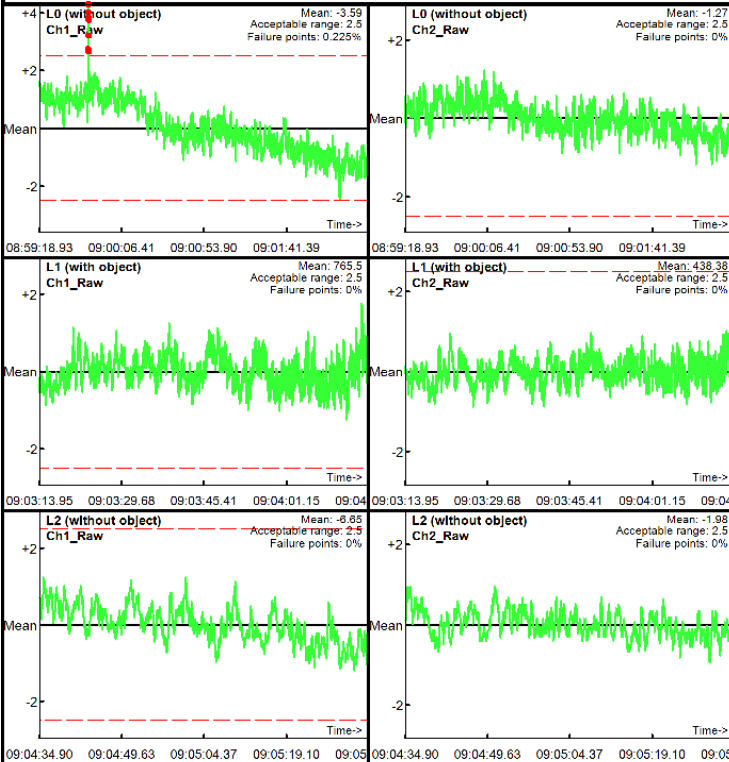 +4
L0 (without object)
Ch1_Raw
Mean: -3.59
Acceptable range: 2.5
Failure points: 0.225%
+2
Mean
-2
Time->
08:59:18.93 09:00:06.41 09:00:53.90 09:01:41.39
L0 (without object)
Ch2_Raw
Mean: -1.27
Acceptable range: 2.5
Failure points: 0%
+2
Mean
-2
Time->
08:59:18.93 09:00:06.41 09:00:53.90 09:01:41.39
L1 (with object)
Ch1_Raw
Mean: 765.5
Acceptable range: 2.5
Failure points: 0%
+2
Mean
-2
Time->
09:03:13.95 09:03:29.68 09:03:45.41 09:04:01.15 09:04
L1 (with object)
Ch2_Raw
Mean: 438.38
Acceptable range: 2.5
Failure points: 0%
+2
Mean
-2
Time->
09:03:13.95 09:03:29.68 09:03:45.41 09:04:01.15 09:04
L2 (without object)
Ch1_Raw
Mean: -6.65
Acceptable range: 2.5
Failure points: 0%
+2
Mean
-2
Time->
09:04:34.90 09:04:49.63 09:05:04.37 09:05:19.10 09:05
L2 (without object)
Ch2_Raw
Mean: -1.98
Acceptable range: 2.5
Failure points: 0%
+2
Mean
-2
Time->
09:04:34.90 09:04:49.63 09:05:04.37 09:05:19.10 09:05